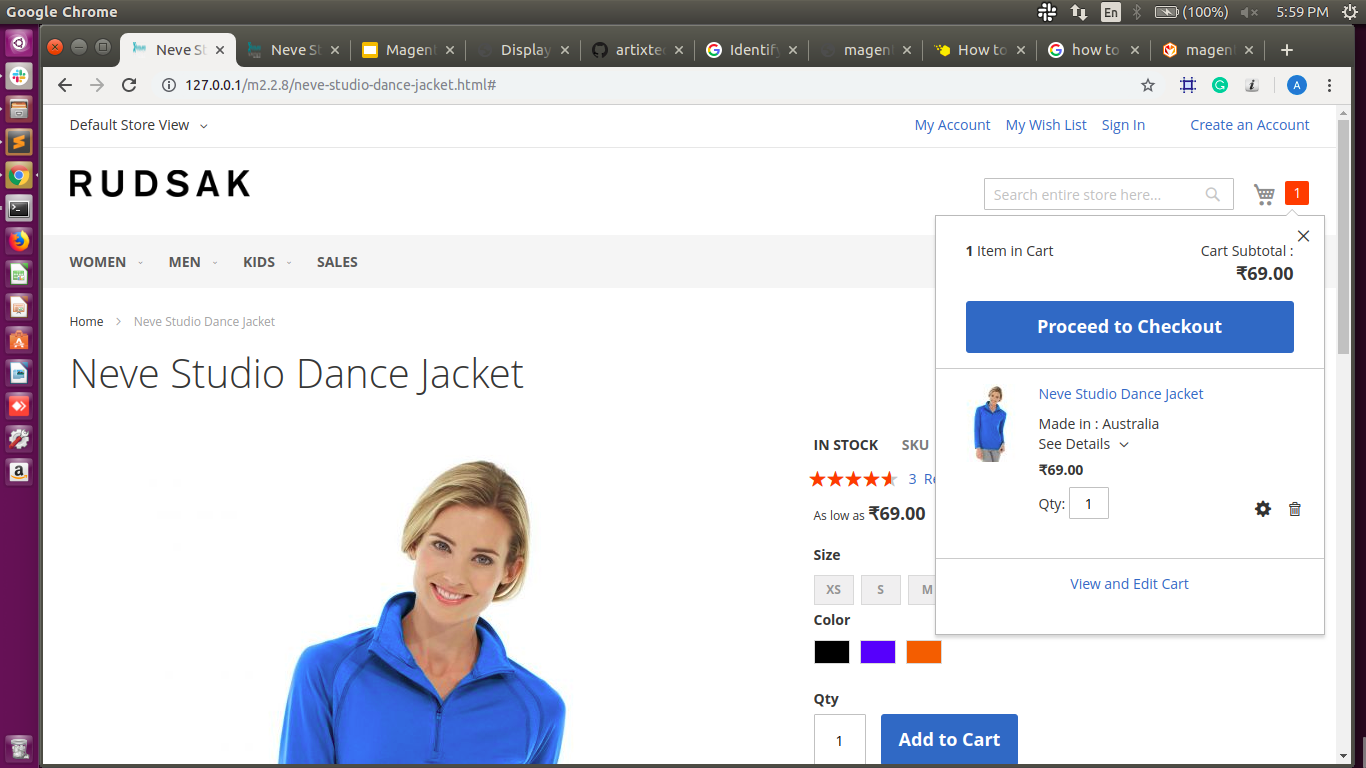 Google Chrome
En
(100%)
5:59 PM
Neve St
Neve St
Magent
Display
artixtec
Identify
magent
How to
how to
magent
127.0.0.1/m2.2.8/neve-studio-dance-jacket.html#
A
Default Store View
My Account
My Wish List
Sign In
Create an Account
RUDSAK
Search entire store here...
1
WOMEN
MEN
KIDS
SALES
1 Item in Cart
Cart Subtotal :
₹69.00
Proceed to Checkout
Home
Neve Studio Dance Jacket
Neve Studio Dance Jacket
Neve Studio Dance Jacket
Made in : Australia
See Details
₹69.00
Qty: 1
View and Edit Cart
IN STOCK
SKU
3 Re
As low as ₹69.00
Size
XS
S
M
Color
Qty
1
Add to Cart